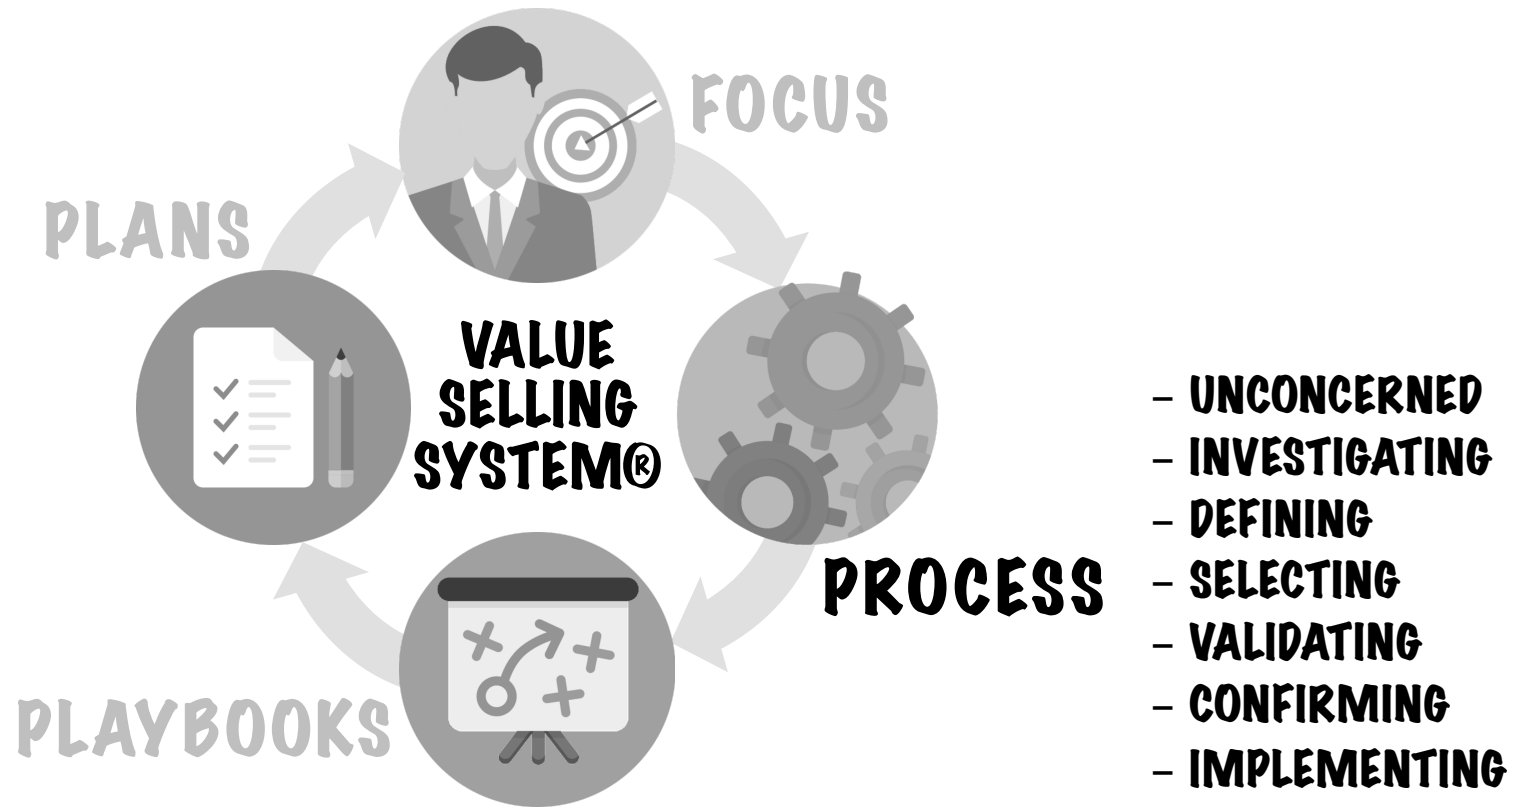 FOCUS
PLANS
VALUE
SELLING
SYSTEM®
PROCESS
– UNCONCERNED
– INVESTIGATING
– DEFINING
– SELECTING
– VALIDATING
– CONFIRMING
– IMPLEMENTING
PLAYBOOKS